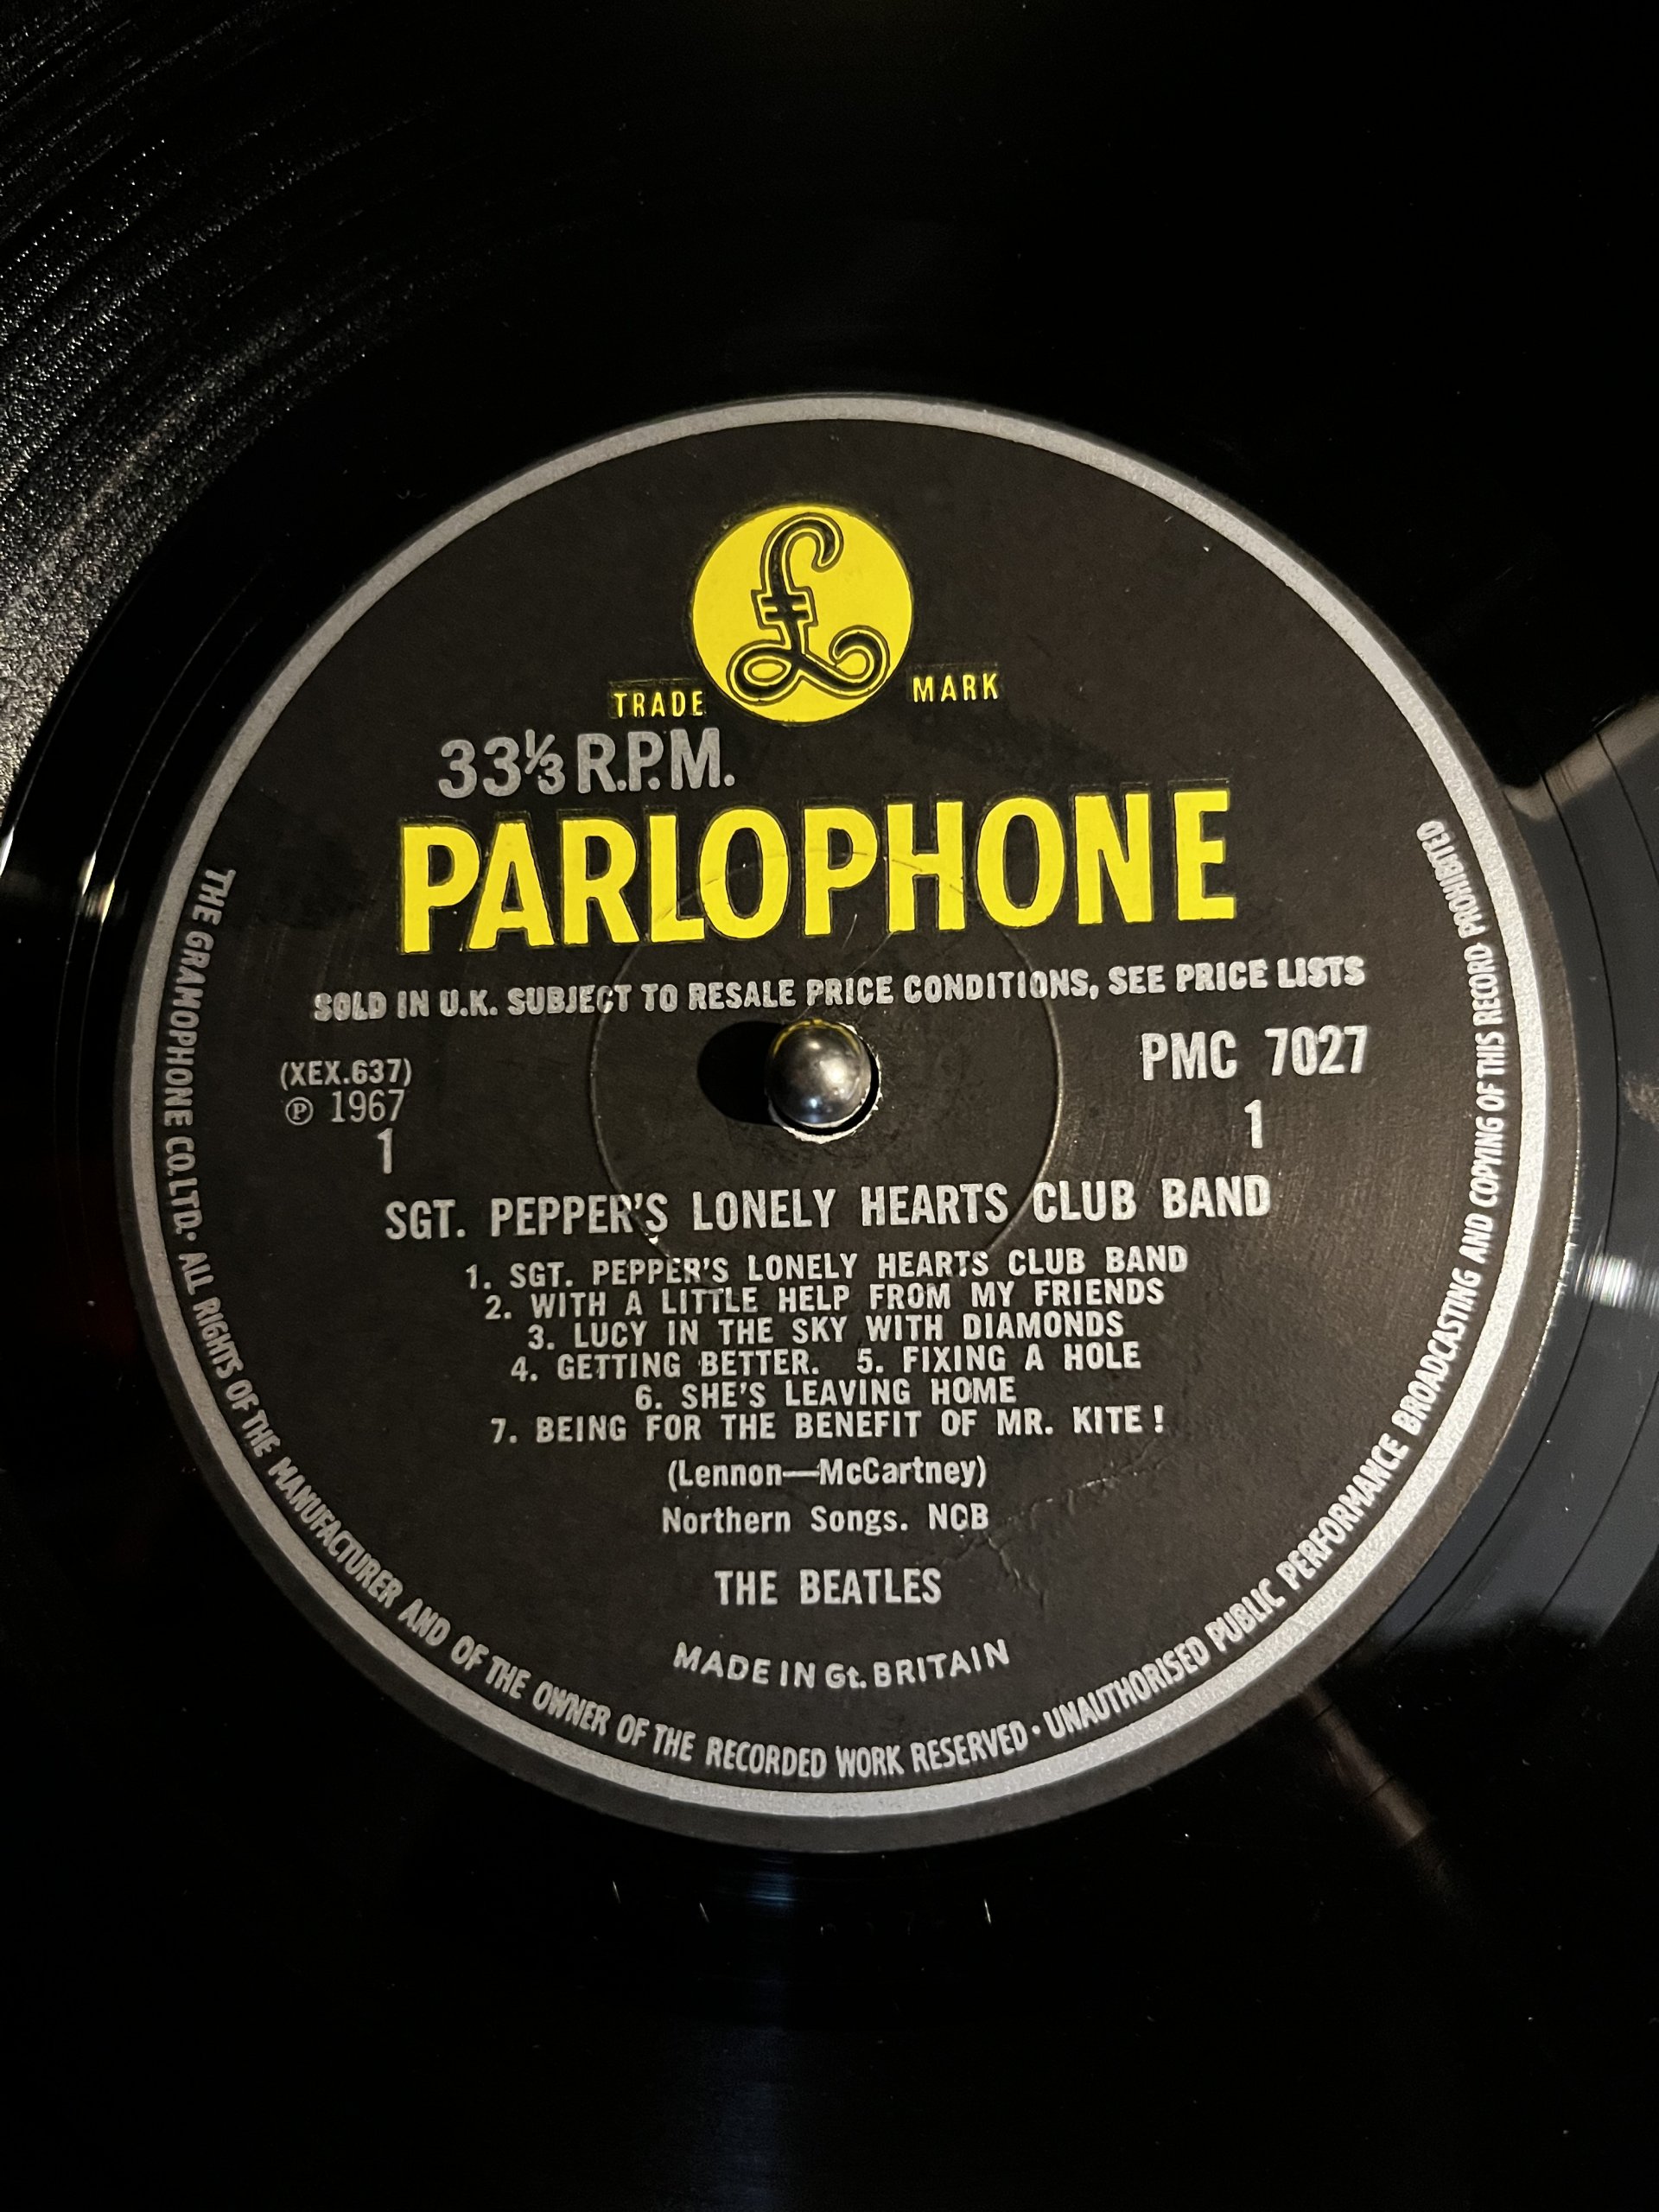 £
TRADE MARK
33⅓ R.P.M.
PARLOPHONE
SOLD IN U.K. SUBJECT TO RESALE PRICE CONDITIONS, SEE PRICE LISTS
(XEX.637)
℗ 1967
1
PMC 7027
1
SGT. PEPPER'S LONELY HEARTS CLUB BAND
1. SGT. PEPPER'S LONELY HEARTS CLUB BAND
2. WITH A LITTLE HELP FROM MY FRIENDS
3. LUCY IN THE SKY WITH DIAMONDS
4. GETTING BETTER. 5. FIXING A HOLE
6. SHE'S LEAVING HOME
7. BEING FOR THE BENEFIT OF MR. KITE!
(Lennon—McCartney)
Northern Songs. NCB
THE BEATLES
MADE IN Gt. BRITAIN
THE GRAMOPHONE CO. LTD. · ALL RIGHTS OF THE MANUFACTURER AND OF THE OWNER OF THE RECORDED WORK RESERVED · UNAUTHORISED PUBLIC PERFORMANCE BROADCASTING AND COPYING OF THIS RECORD PROHIBITED